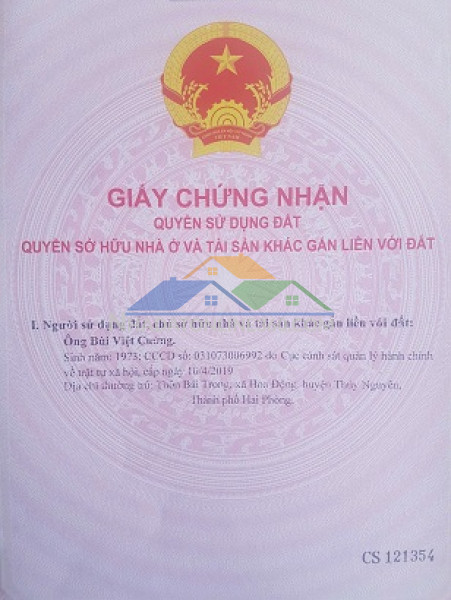 GIẤY CHỨNG NHẬN
QUYỀN SỬ DỤNG ĐẤT
QUYỀN SỞ HỮU NHÀ Ở VÀ TÀI SẢN KHÁC GẮN LIỀN VỚI ĐẤT
I. Người sử dụng đất, chủ sở hữu nhà và tài sản khác gắn liền với đất:
Ông Bùi Việt Cường.
Sinh năm: 1973; CCCD số: 031073006992 do Cục cảnh sát quản lý hành chính
về trật tự xã hội, cấp ngày 16/4/2019
Địa chỉ thường trú: Thôn Bái Trong, xã Hoa Động, huyện Thủy Nguyên,
Thành phố Hải Phòng.
CS 121354